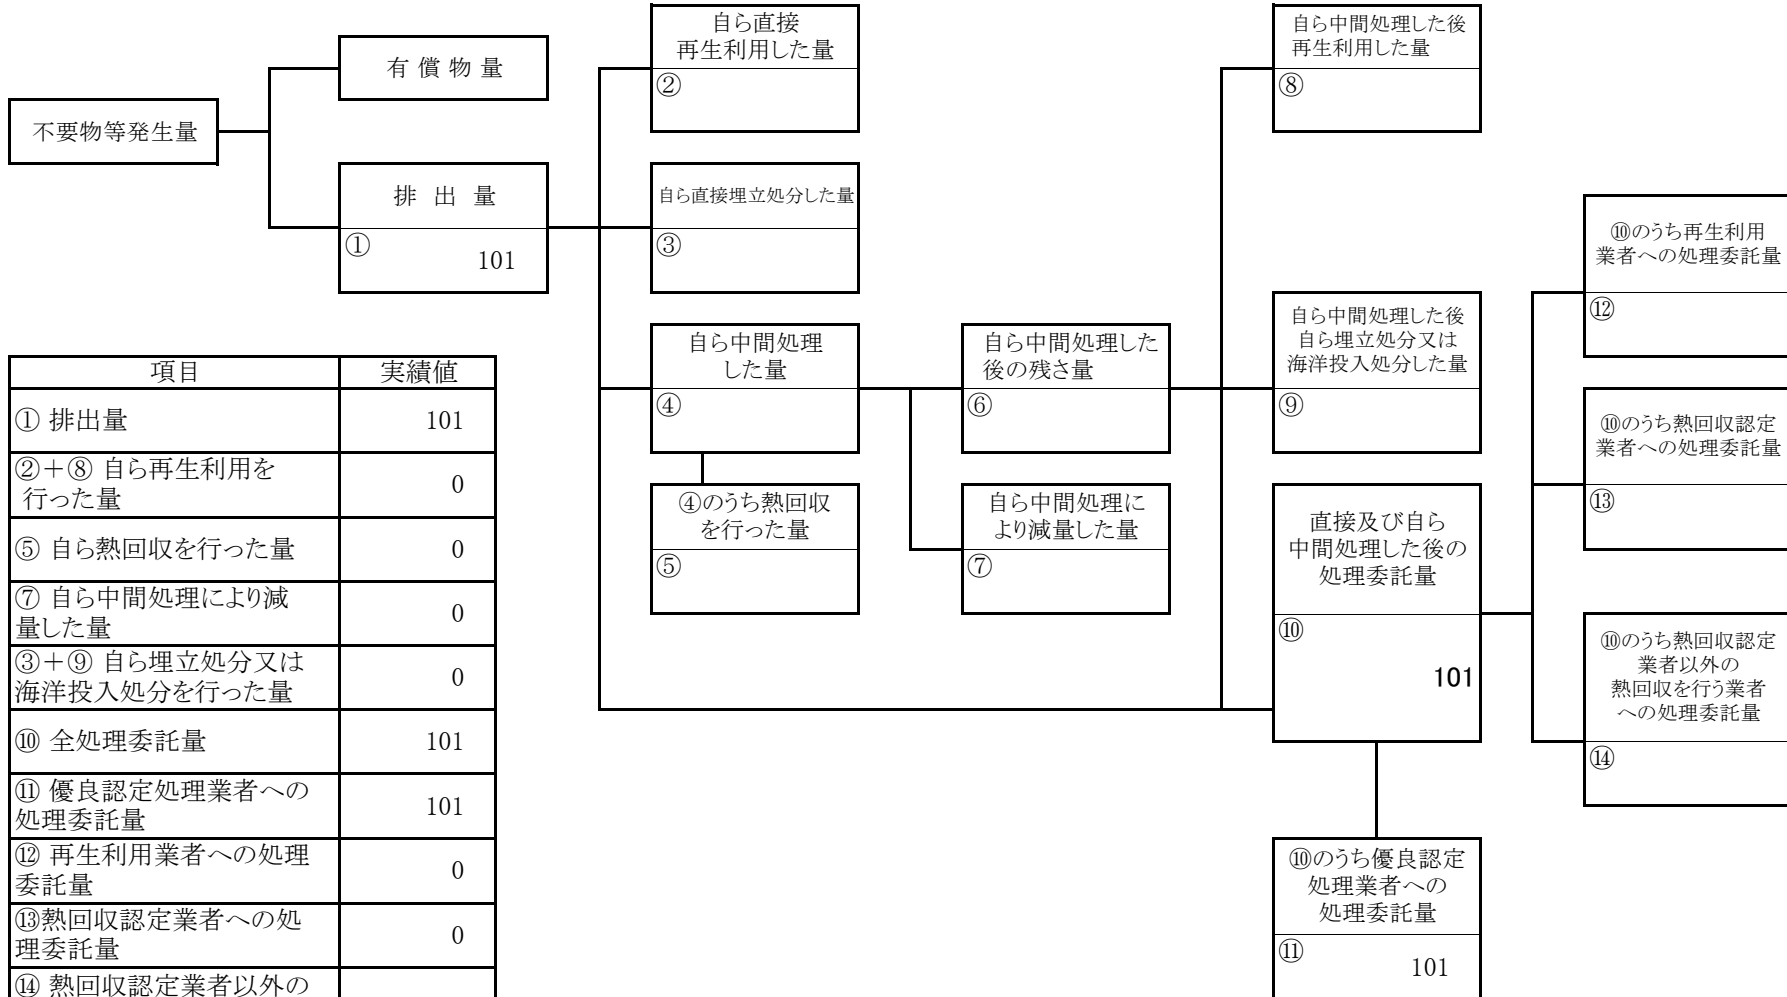 不要物等発生量
有 償 物 量
排 出 量
①
101
自ら直接
再生利用した量
②
自ら直接埋立処分した量
③
自ら中間処理
した量
④
④のうち熱回収
を行った量
⑤
自ら中間処理した
後の残さ量
⑥
自ら中間処理に
より減量した量
⑦
自ら中間処理した後
再生利用した量
⑧
自ら中間処理した後
自ら埋立処分又は
海洋投入処分した量
⑨
直接及び自ら
中間処理した後の
処理委託量
⑩
101
⑩のうち優良認定
処理業者への
処理委託量
⑪
101
⑩のうち再生利用
業者への処理委託量
⑫
⑩のうち熱回収認定
業者への処理委託量
⑬
⑩のうち熱回収認定
業者以外の
熱回収を行う業者
への処理委託量
⑭
項目 実績値
① 排出量 101
②+⑧ 自ら再生利用を
行った量 0
⑤ 自ら熱回収を行った量 0
⑦ 自ら中間処理により減
量した量 0
③+⑨ 自ら埋立処分又は
海洋投入処分を行った量 0
⑩ 全処理委託量 101
⑪ 優良認定処理業者への
処理委託量 101
⑫ 再生利用業者への処理
委託量 0
⑬熱回収認定業者への処
理委託量 0
⑭ 熱回収認定業者以外の